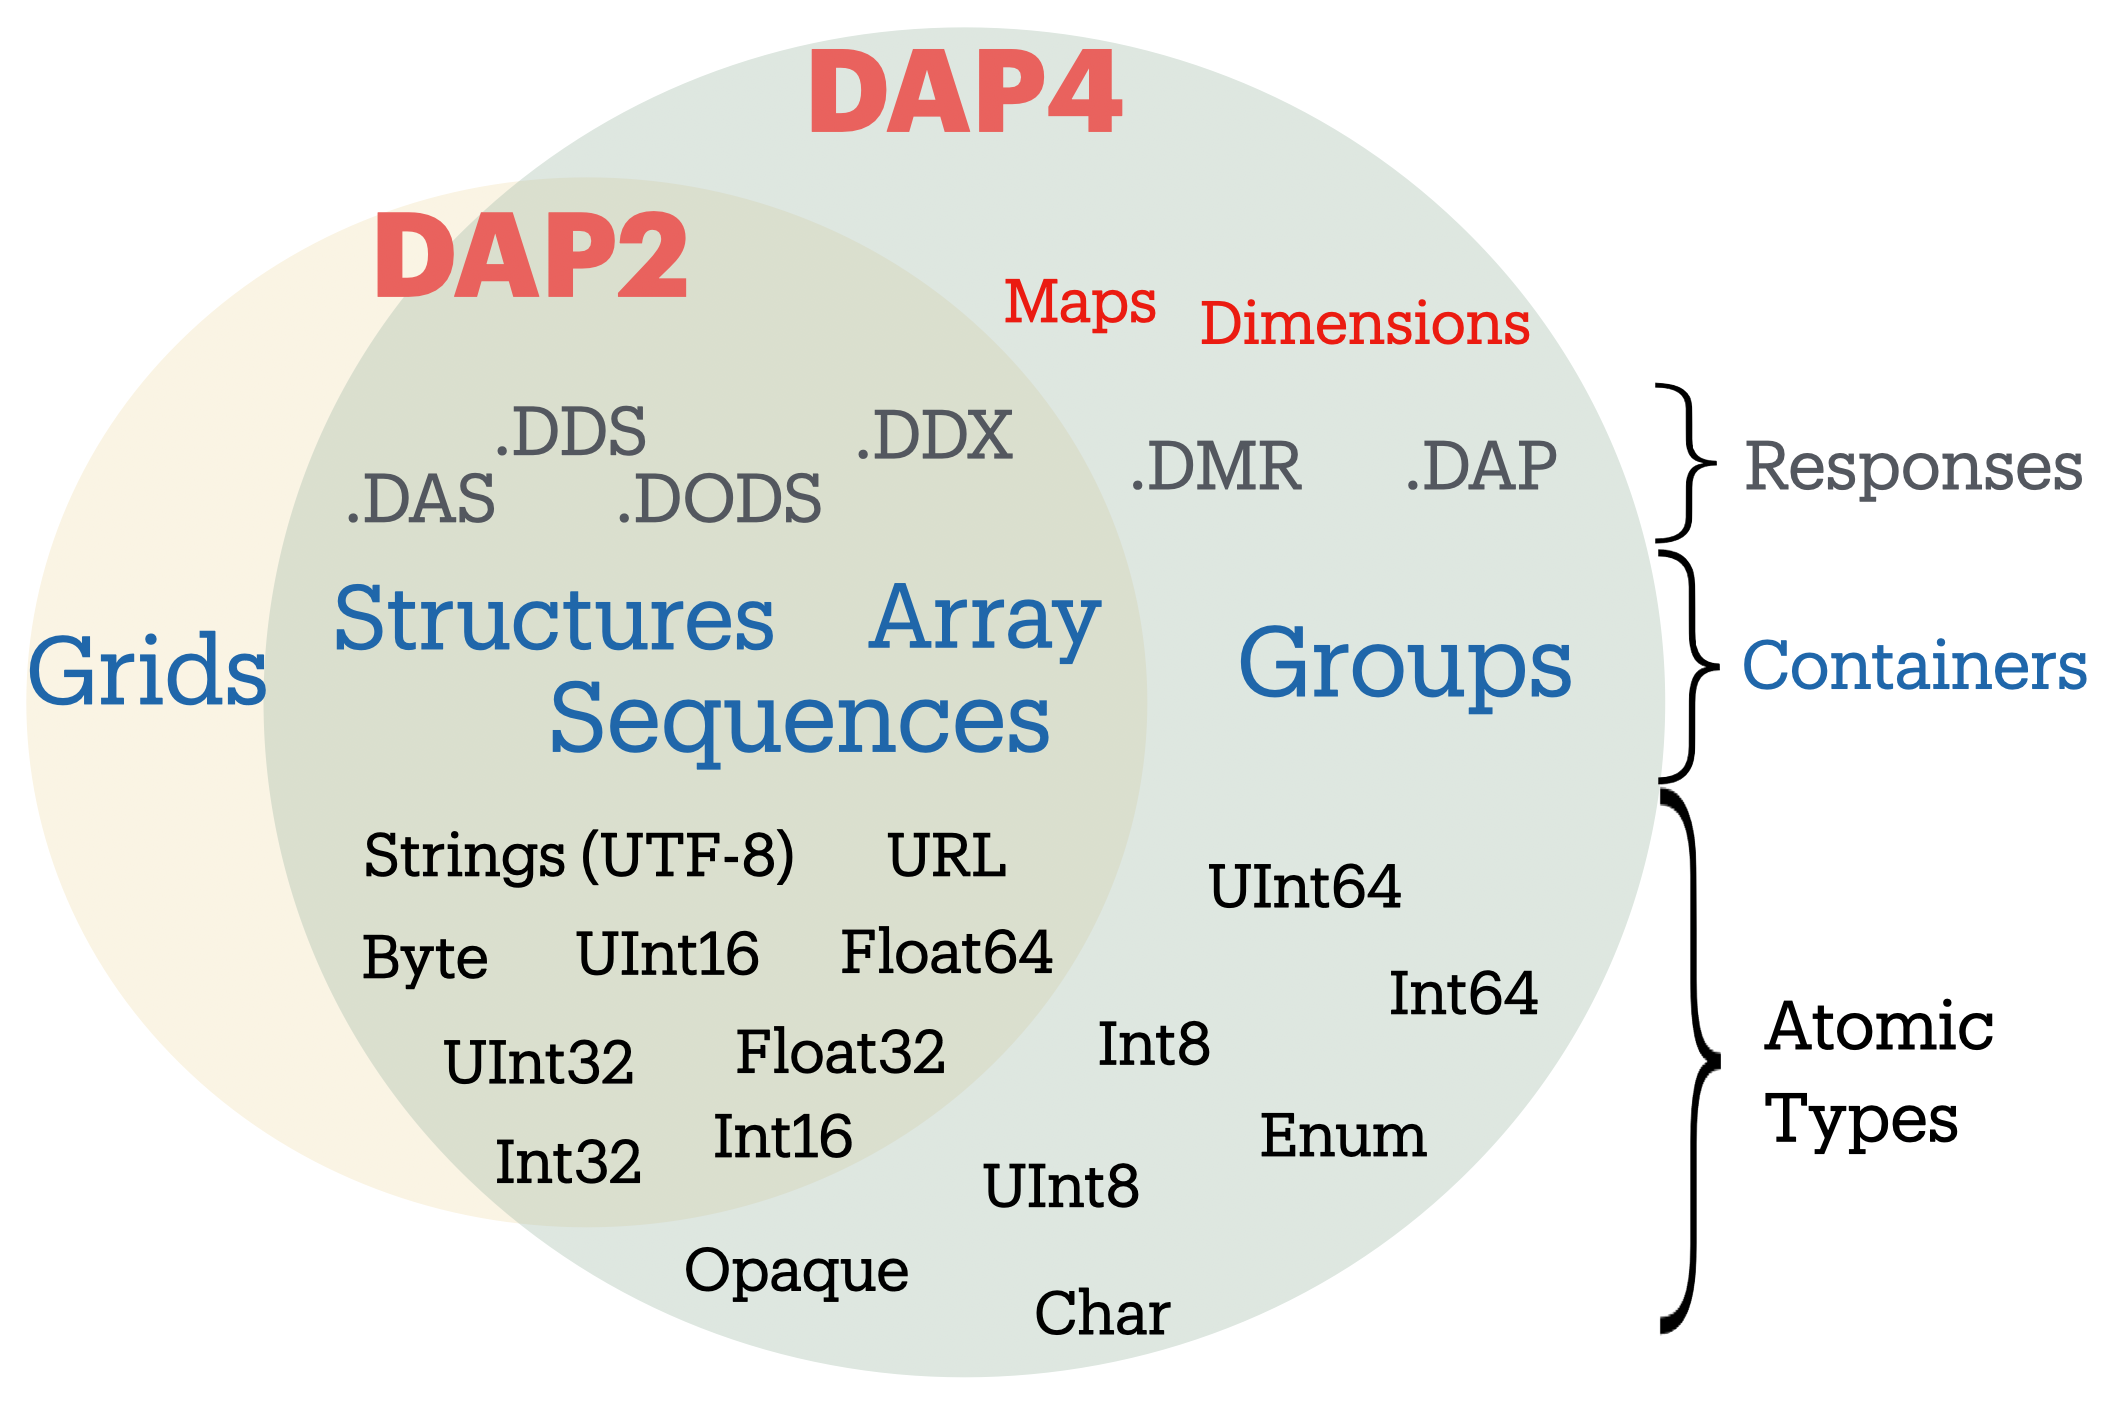 DAP4
DAP2
Maps
Dimensions
.DDS
.DDX
.DAS
.DODS
.DMR
.DAP
Responses
Structures
Array
Grids
Sequences
Groups
Containers
Strings (UTF-8)
URL
UInt64
Byte
UInt16
Float64
Int64
UInt32
Float32
Int8
Atomic
Types
Int32
Int16
Enum
UInt8
Opaque
Char